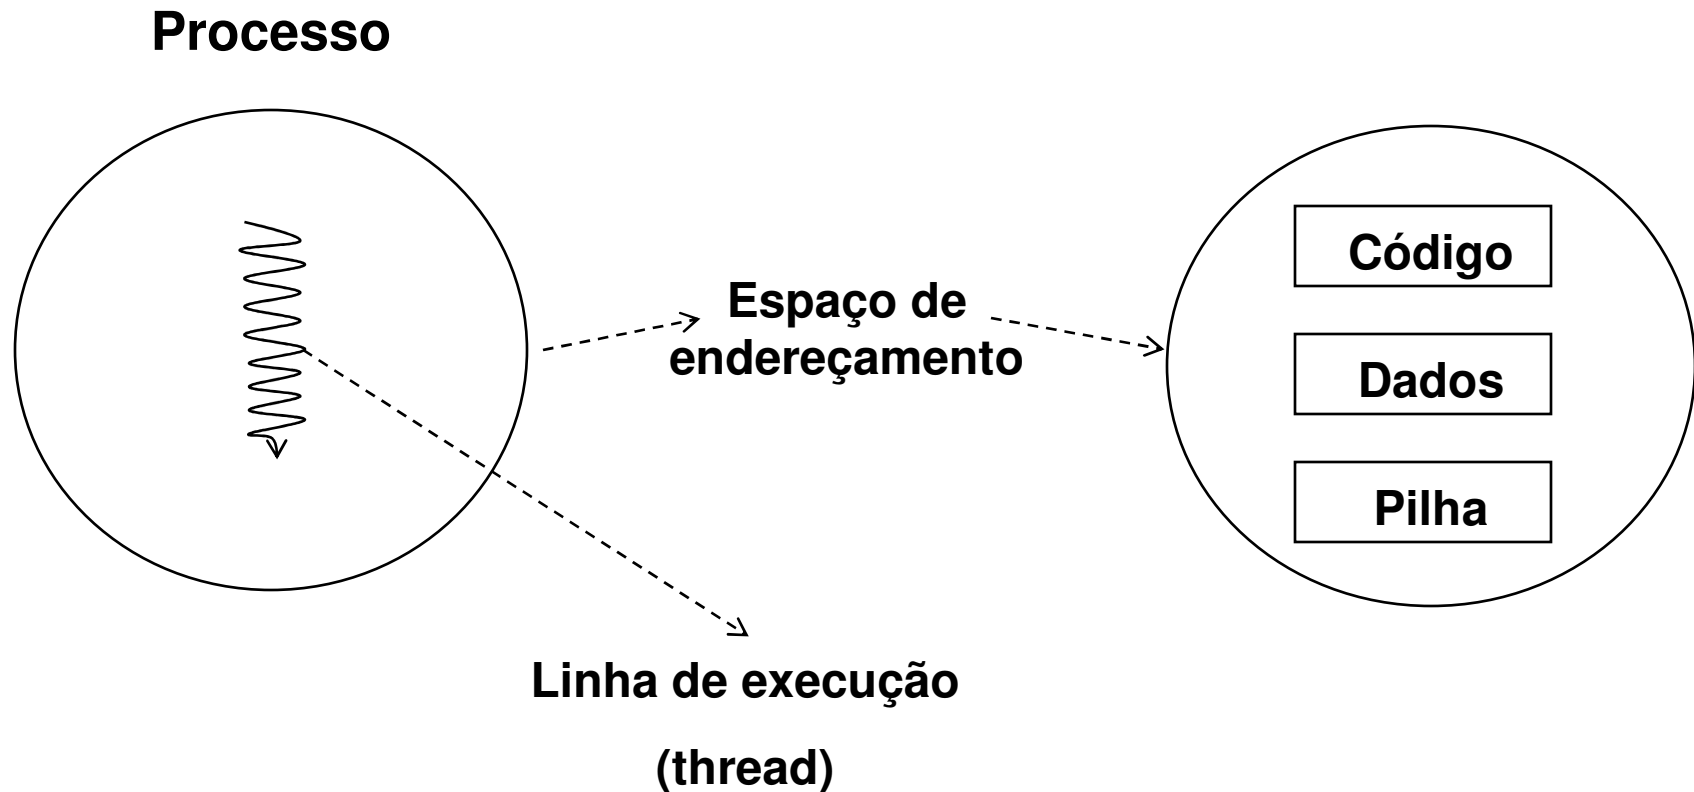 Processo
Código
Espaço de
endereçamento
Dados
Pilha
Linha de execução
(thread)